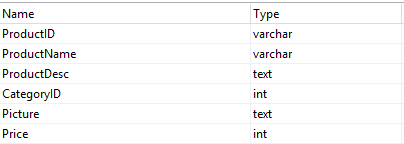 Name Type
ProductID varchar
ProductName varchar
ProductDesc text
CategoryID int
Picture text
Price int